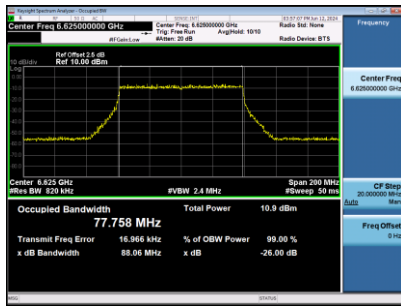 Keysight Spectrum Analyzer - Occupied BW
RF 50 Ω AC SENSE:INT 03:57:07 PM Jun 12, 2024
Center Freq 6.625000000 GHz Center Freq: 6.625000000 GHz Radio Std: None Frequency
Trig: Free Run Avg|Hold: 10/10
#IFGain:Low #Atten: 20 dB Radio Device: BTS
Ref Offset 2.5 dB
10 dB/div Ref 10.00 dBm
Log
Center Freq
6.625000000 GHz
Center 6.625 GHz Span 200 MHz
#Res BW 820 kHz #VBW 2.4 MHz #Sweep 50 ms
CF Step
20.000000 MHz
Auto Man
Occupied Bandwidth Total Power 10.9 dBm
77.758 MHz
Freq Offset
0 Hz
Transmit Freq Error 16.966 kHz % of OBW Power 99.00 %
x dB Bandwidth 88.06 MHz x dB -26.00 dB
MSG STATUS